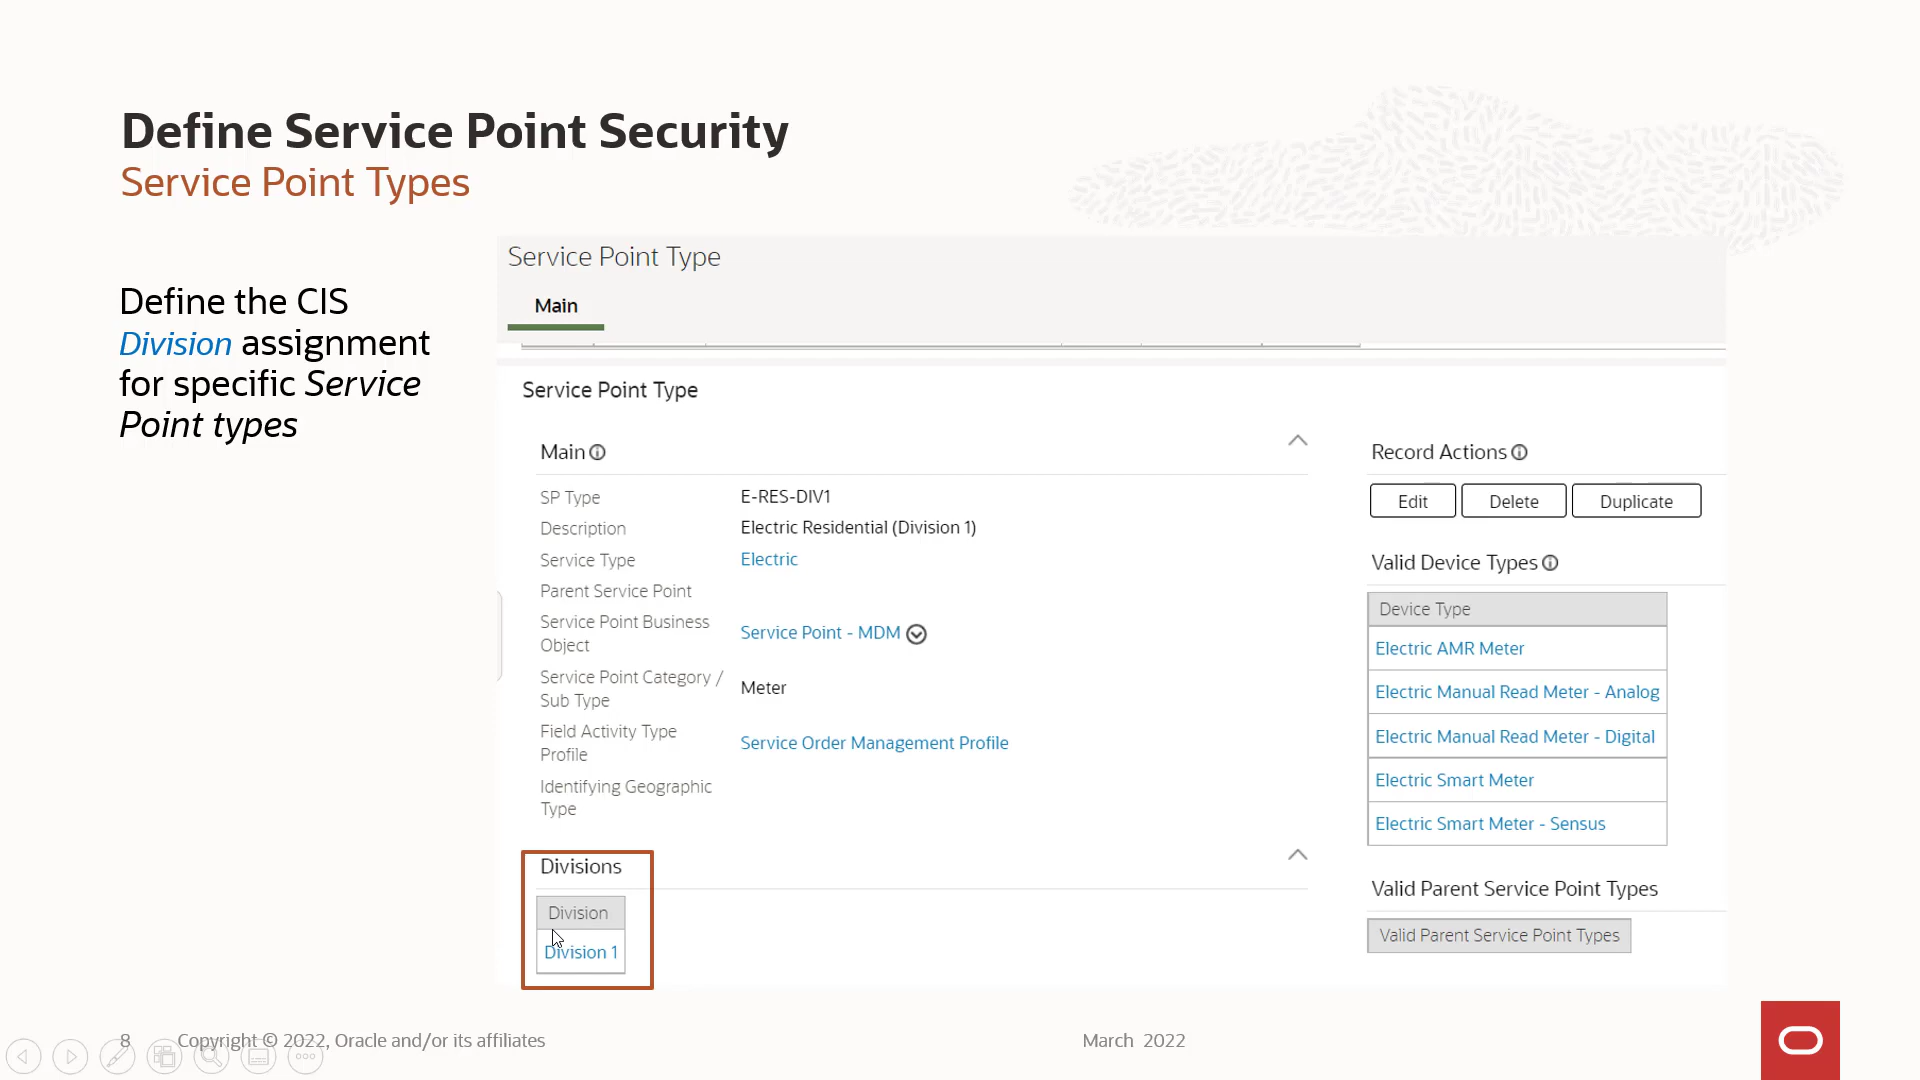 Define Service Point Security
Service Point Types
Define the CIS
Division assignment
for specific Service
Point types
Service Point Type
Main
Service Point Type
Main
SP Type E-RES-DIV1
Description Electric Residential (Division 1)
Service Type Electric
Parent Service Point
Service Point Business
Object
Service Point - MDM
Service Point Category /
Sub Type
Meter
Field Activity Type
Profile
Service Order Management Profile
Identifying Geographic
Type
Divisions
Division
Division 1
Record Actions
Edit Delete Duplicate
Valid Device Types
Device Type
Electric AMR Meter
Electric Manual Read Meter - Analog
Electric Manual Read Meter - Digital
Electric Smart Meter
Electric Smart Meter - Sensus
Valid Parent Service Point Types
Valid Parent Service Point Types
8 Copyright © 2022, Oracle and/or its affiliates March 2022